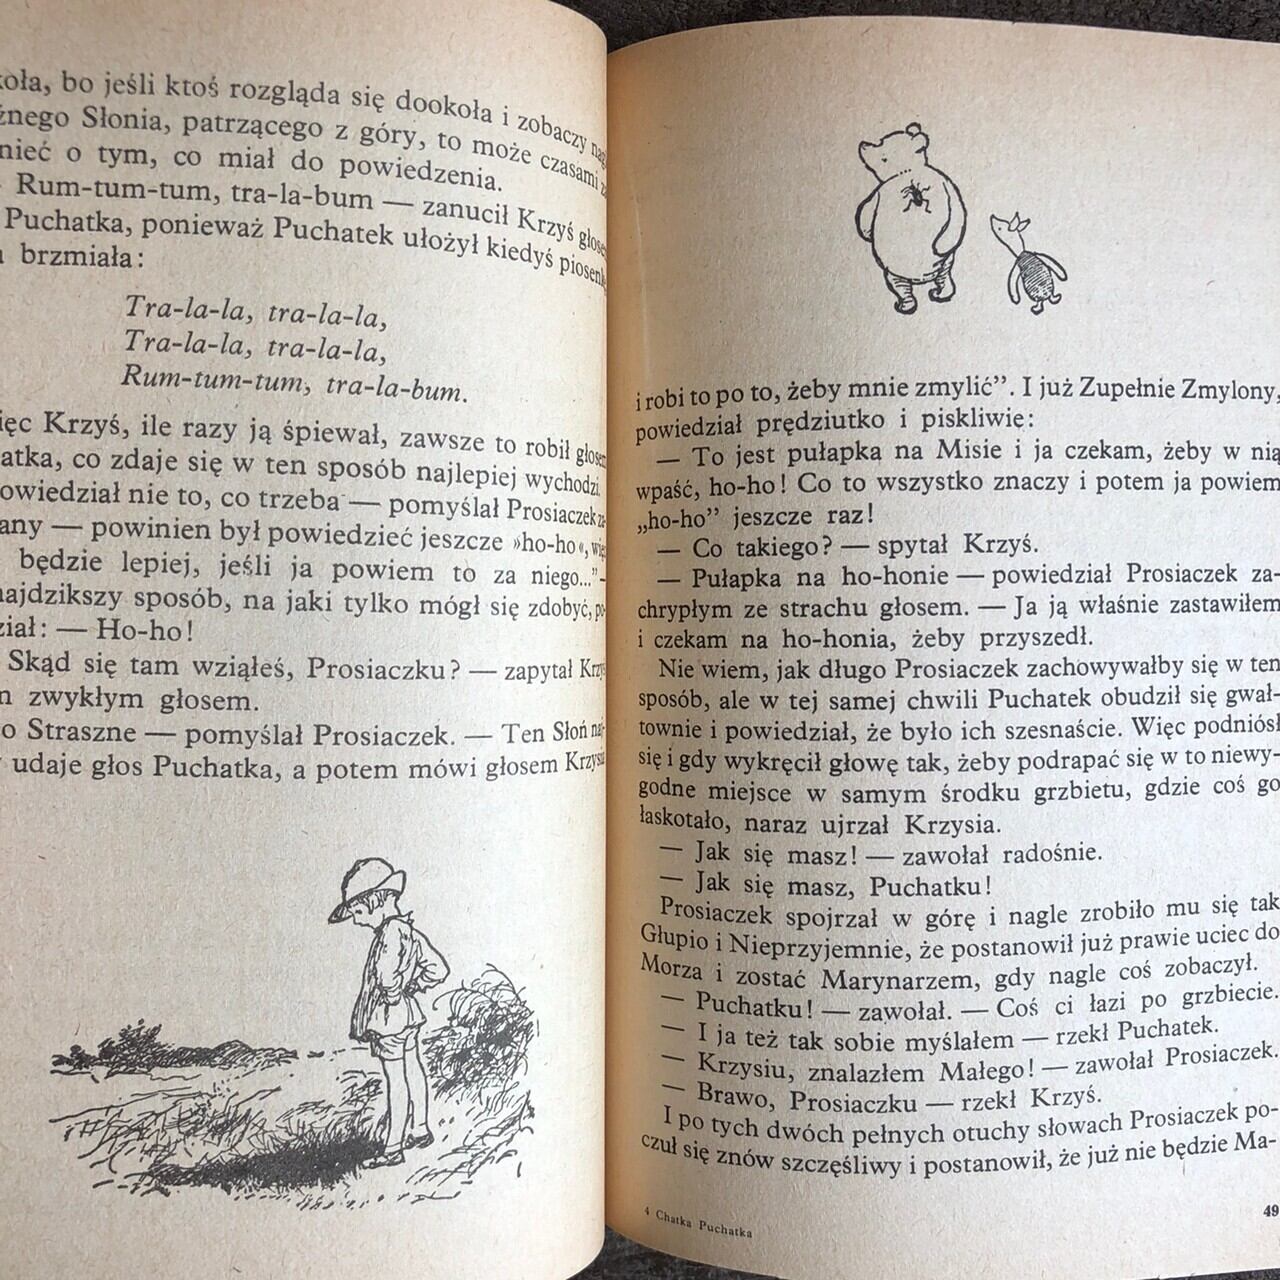 koła, bo jeśli ktoś rozgląda się dookoła i zobaczy nagl
źnego Słonia, patrzącego z góry, to może czasami za
nieć o tym, co miał do powiedzenia.
Rum-tum-tum, tra-la-bum — zanucił Krzyś głosem
Puchatka, ponieważ Puchatek ułożył kiedyś piosenkę
brzmiała:
Tra-la-la, tra-la-la,
Tra-la-la, tra-la-la,
Rum-tum-tum, tra-la-bum.
ięc Krzyś, ile razy ją śpiewał, zawsze to robił głosem
atka, co zdaje się w ten sposób najlepiej wychodzi.
owiedział nie to, co trzeba — pomyślał Prosiaczek za-
any — powinien był powiedzieć jeszcze »ho-ho«, więc
będzie lepiej, jeśli ja powiem to za niego...” —
najdzikszy sposób, na jaki tylko mógł się zdobyć, po-
ział: — Ho-ho!
Skąd się tam wziąłeś, Prosiaczku? — zapytał Krzyś
m zwykłym głosem.
o Straszne — pomyślał Prosiaczek. — Ten Słoń naj-
udaje głos Puchatka, a potem mówi głosem Krzysia
i robi to po to, żeby mnie zmylić”. I już Zupełnie Zmylony,
powiedział prędziutko i piskliwie:
— To jest pułapka na Misie i ja czekam, żeby w nią
wpaść, ho-ho! Co to wszystko znaczy i potem ja powiem
„ho-ho” jeszcze raz!
— Co takiego? — spytał Krzyś.
— Pułapka na ho-honie — powiedział Prosiaczek za-
chrypłym ze strachu głosem. — Ja ją właśnie zastawiłem
i czekam na ho-honia, żeby przyszedł.
Nie wiem, jak długo Prosiaczek zachowywałby się w ten
sposób, ale w tej samej chwili Puchatek obudził się gwał-
townie i powiedział, że było ich szesnaście. Więc podniósł
się i gdy wykręcił głowę tak, żeby podrapać się w to niewy-
godne miejsce w samym środku grzbietu, gdzie coś go
łaskotało, naraz ujrzał Krzysia.
— Jak się masz! — zawołał radośnie.
— Jak się masz, Puchatku!
Prosiaczek spojrzał w górę i nagle zrobiło mu się tak
Głupio i Nieprzyjemnie, że postanowił już prawie uciec do
Morza i zostać Marynarzem, gdy nagle coś zobaczył.
— Puchatku! — zawołał. — Coś ci łazi po grzbiecie.
— I ja też tak sobie myślałem — rzekł Puchatek.
— Krzysiu, znalazłem Małego! — zawołał Prosiaczek.
— Brawo, Prosiaczku — rzekł Krzyś.
I po tych dwóch pełnych otuchy słowach Prosiaczek po-
czuł się znów szczęśliwy i postanowił, że już nie będzie Ma-
4 Chatka Puchatka
49